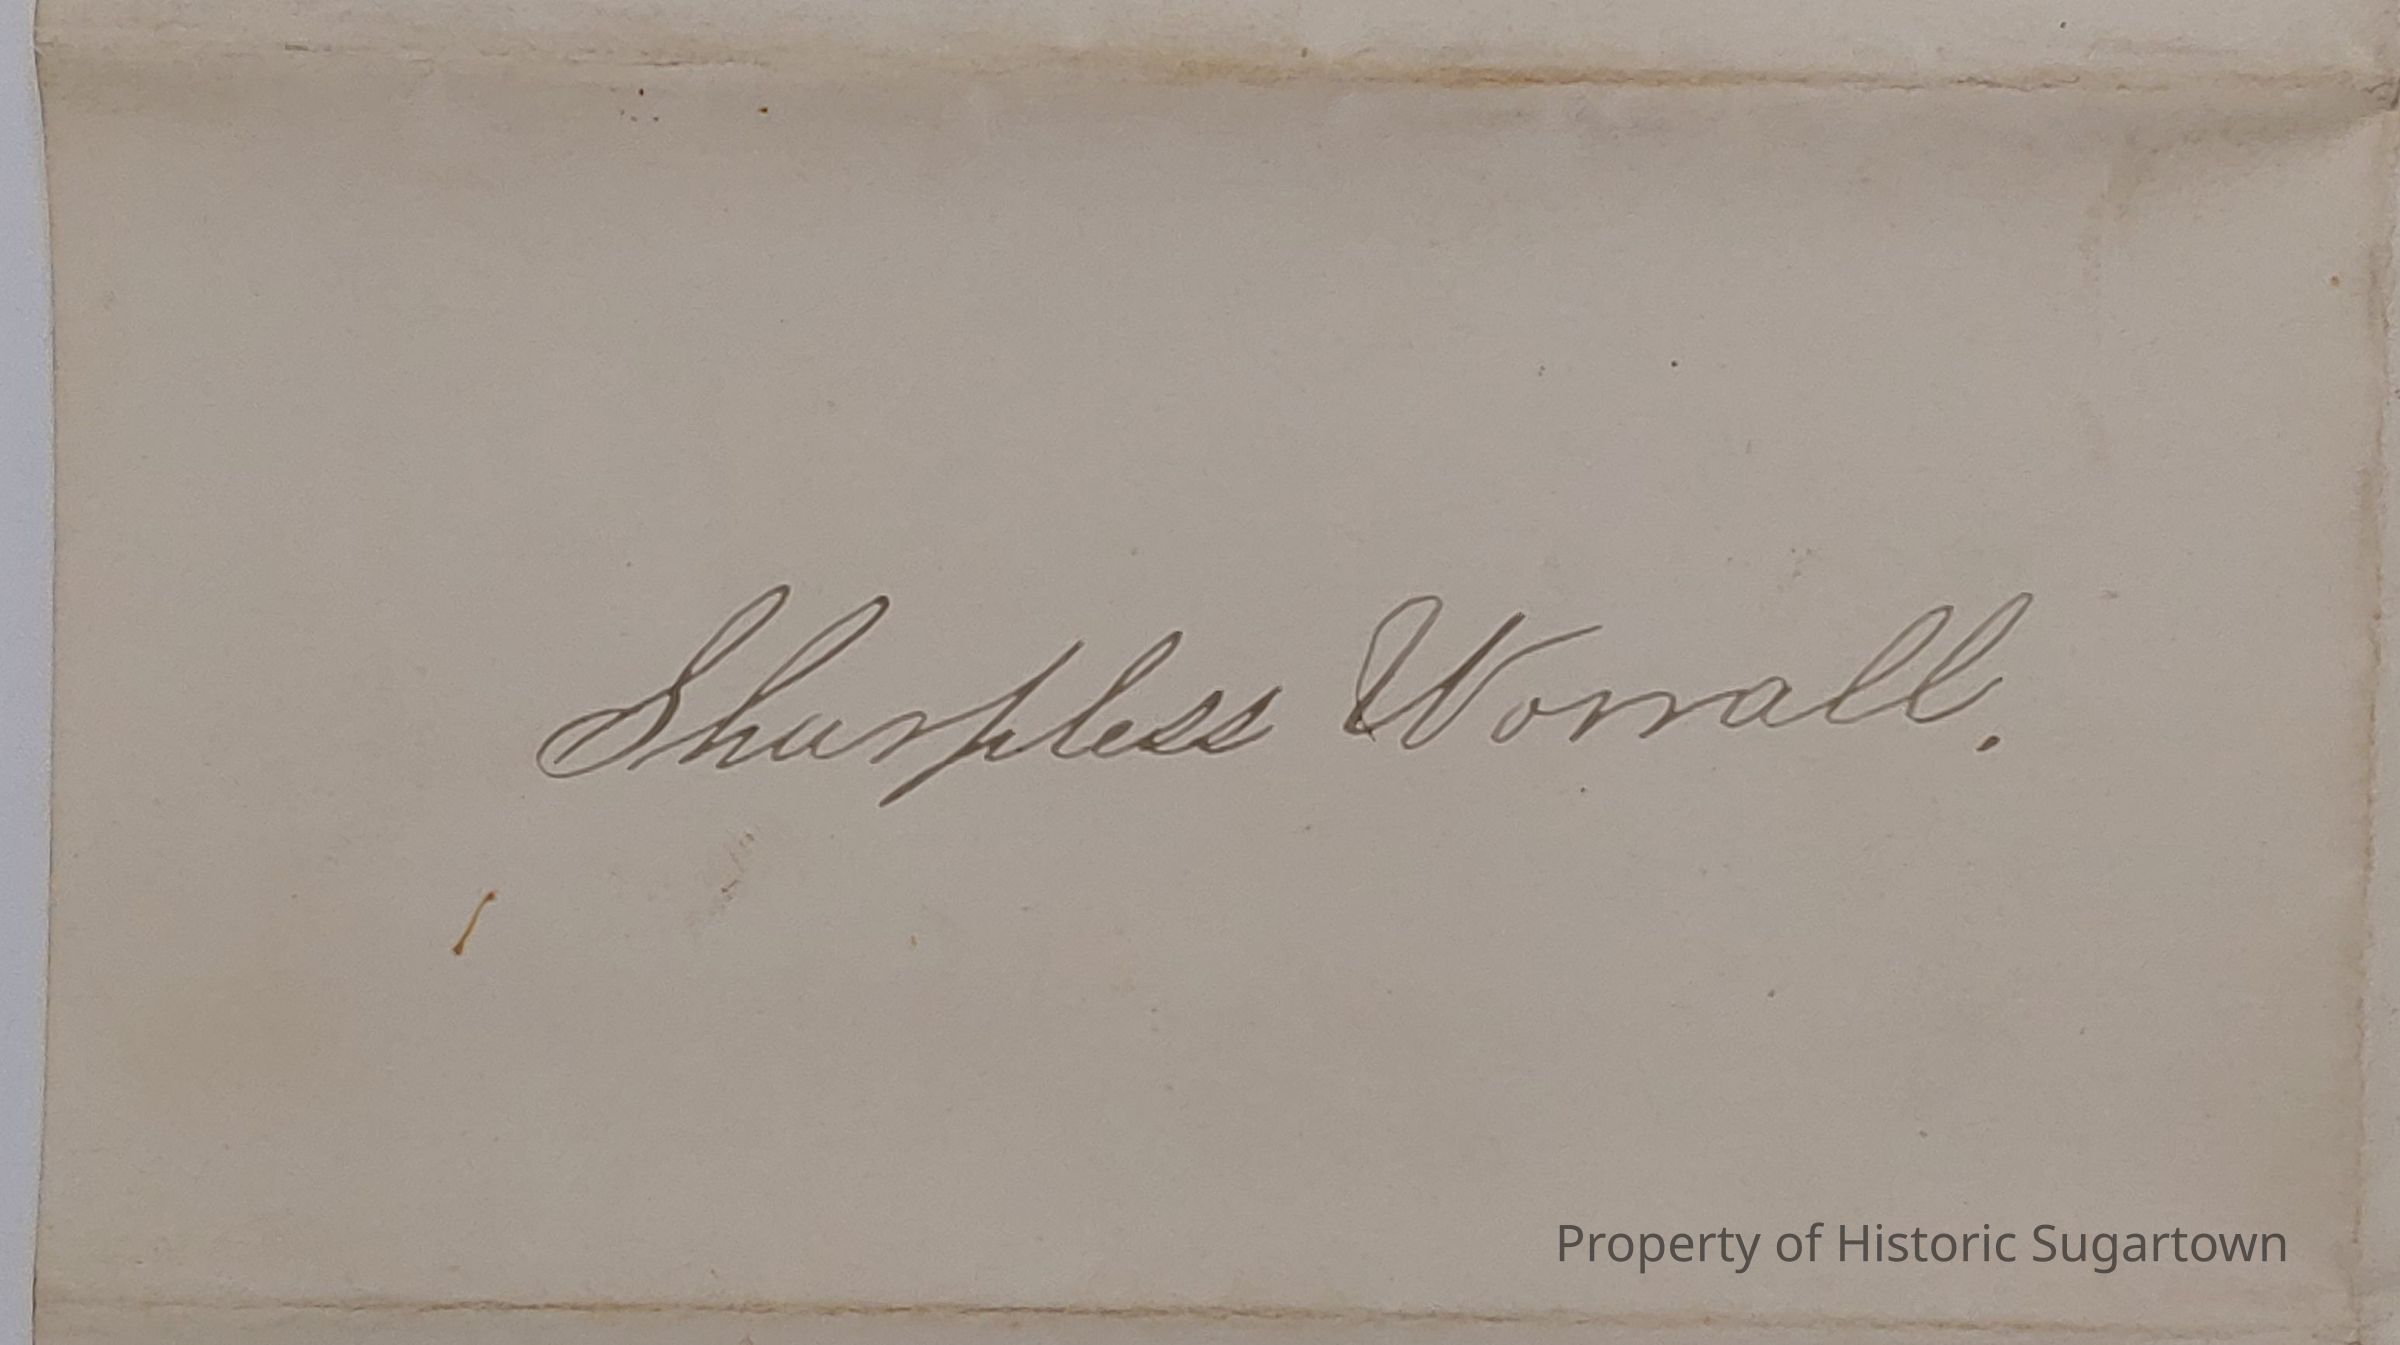 Sharpless Worrall.
Property of Historic Sugartown